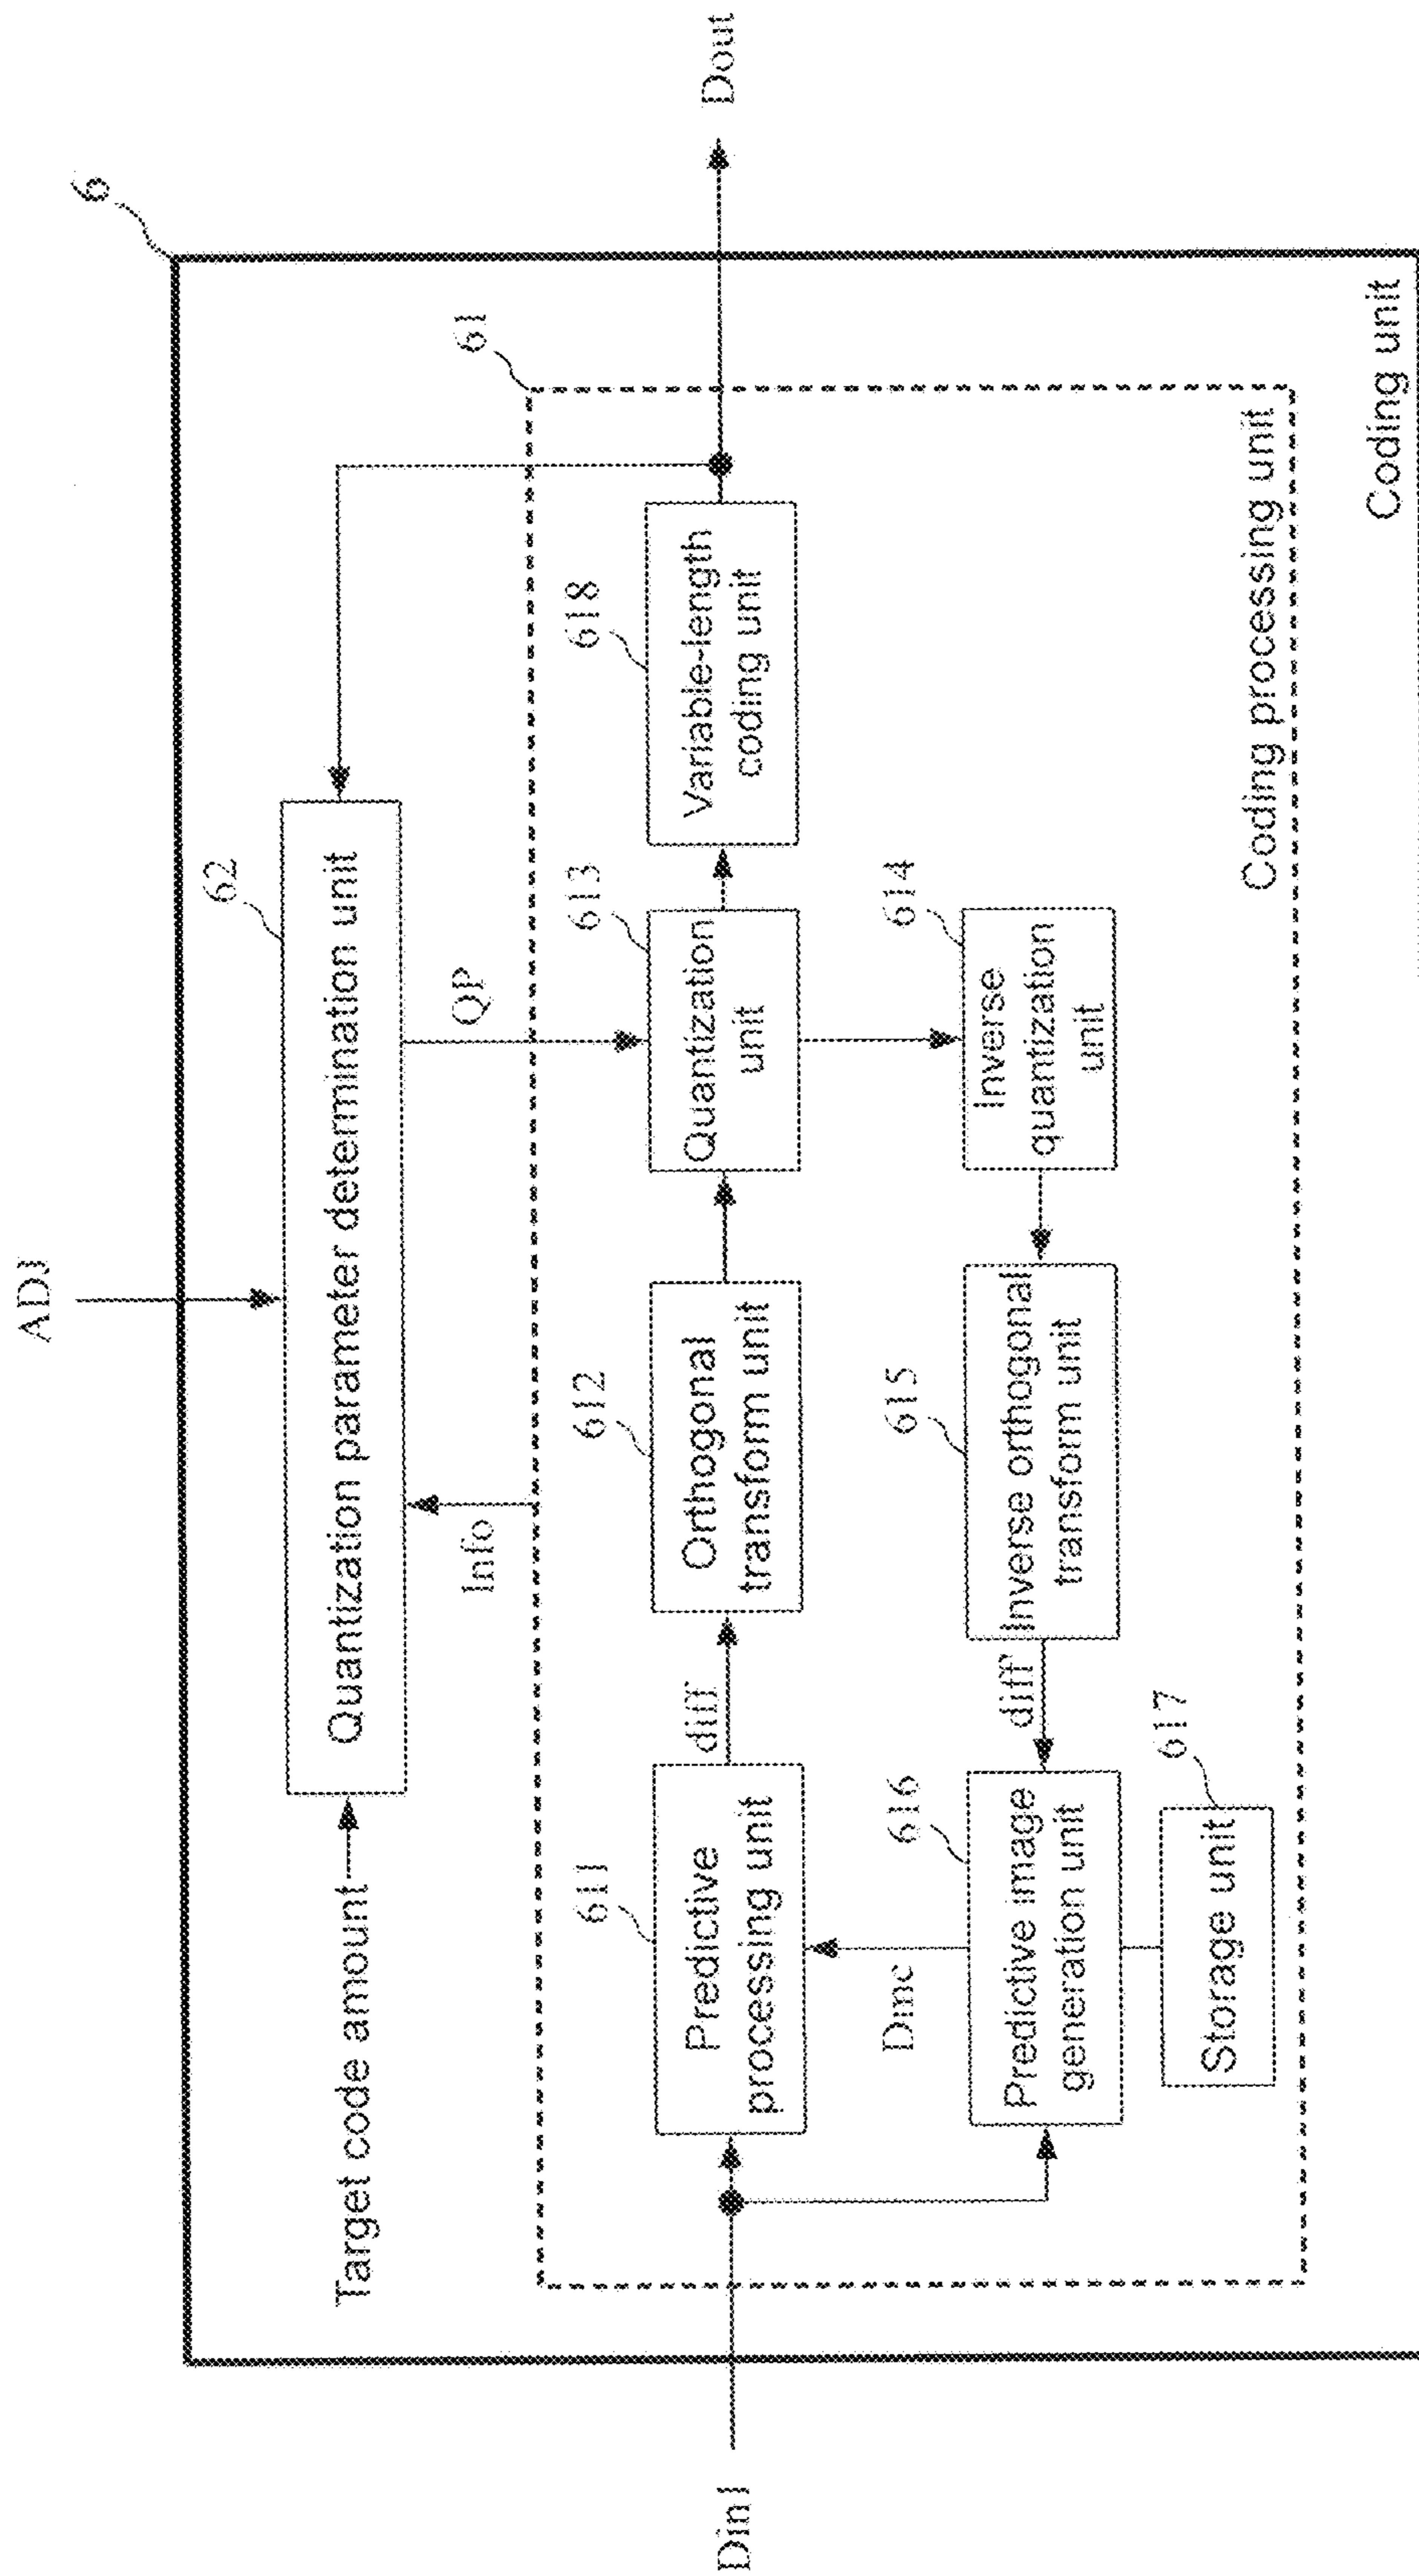 ADJ
6
62
Target code amount
Quantization parameter determination unit
Info
QP
61
Din1
Dout
611
Predictive
processing unit
diff
612
Orthogonal
transform unit
613
Quantization
unit
618
Variable-length
coding unit
Dmc
616
Predictive image
generation unit
diff
615
Inverse orthogonal
transform unit
614
Inverse
quantization
unit
617
Storage unit
Coding processing unit
Coding unit